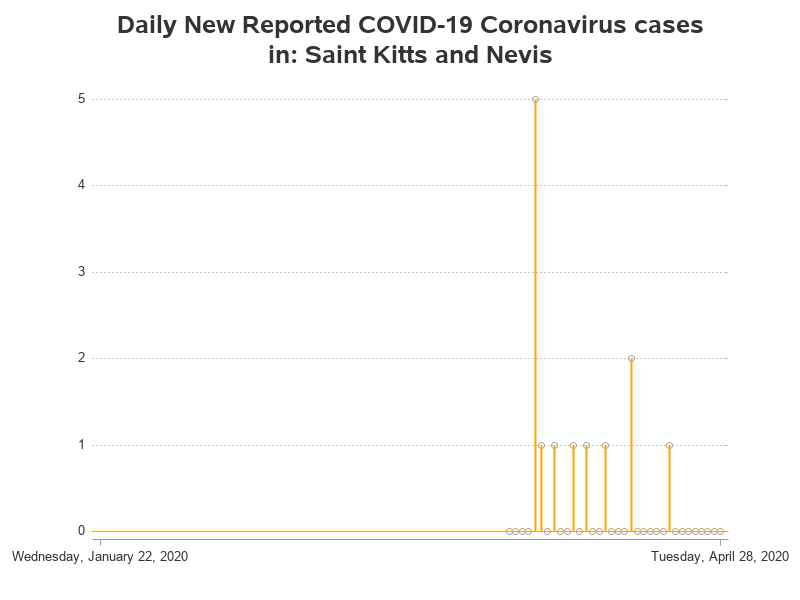 Daily New Reported COVID-19 Coronavirus cases
in: Saint Kitts and Nevis
5
4
3
2
1
0
Wednesday, January 22, 2020
Tuesday, April 28, 2020